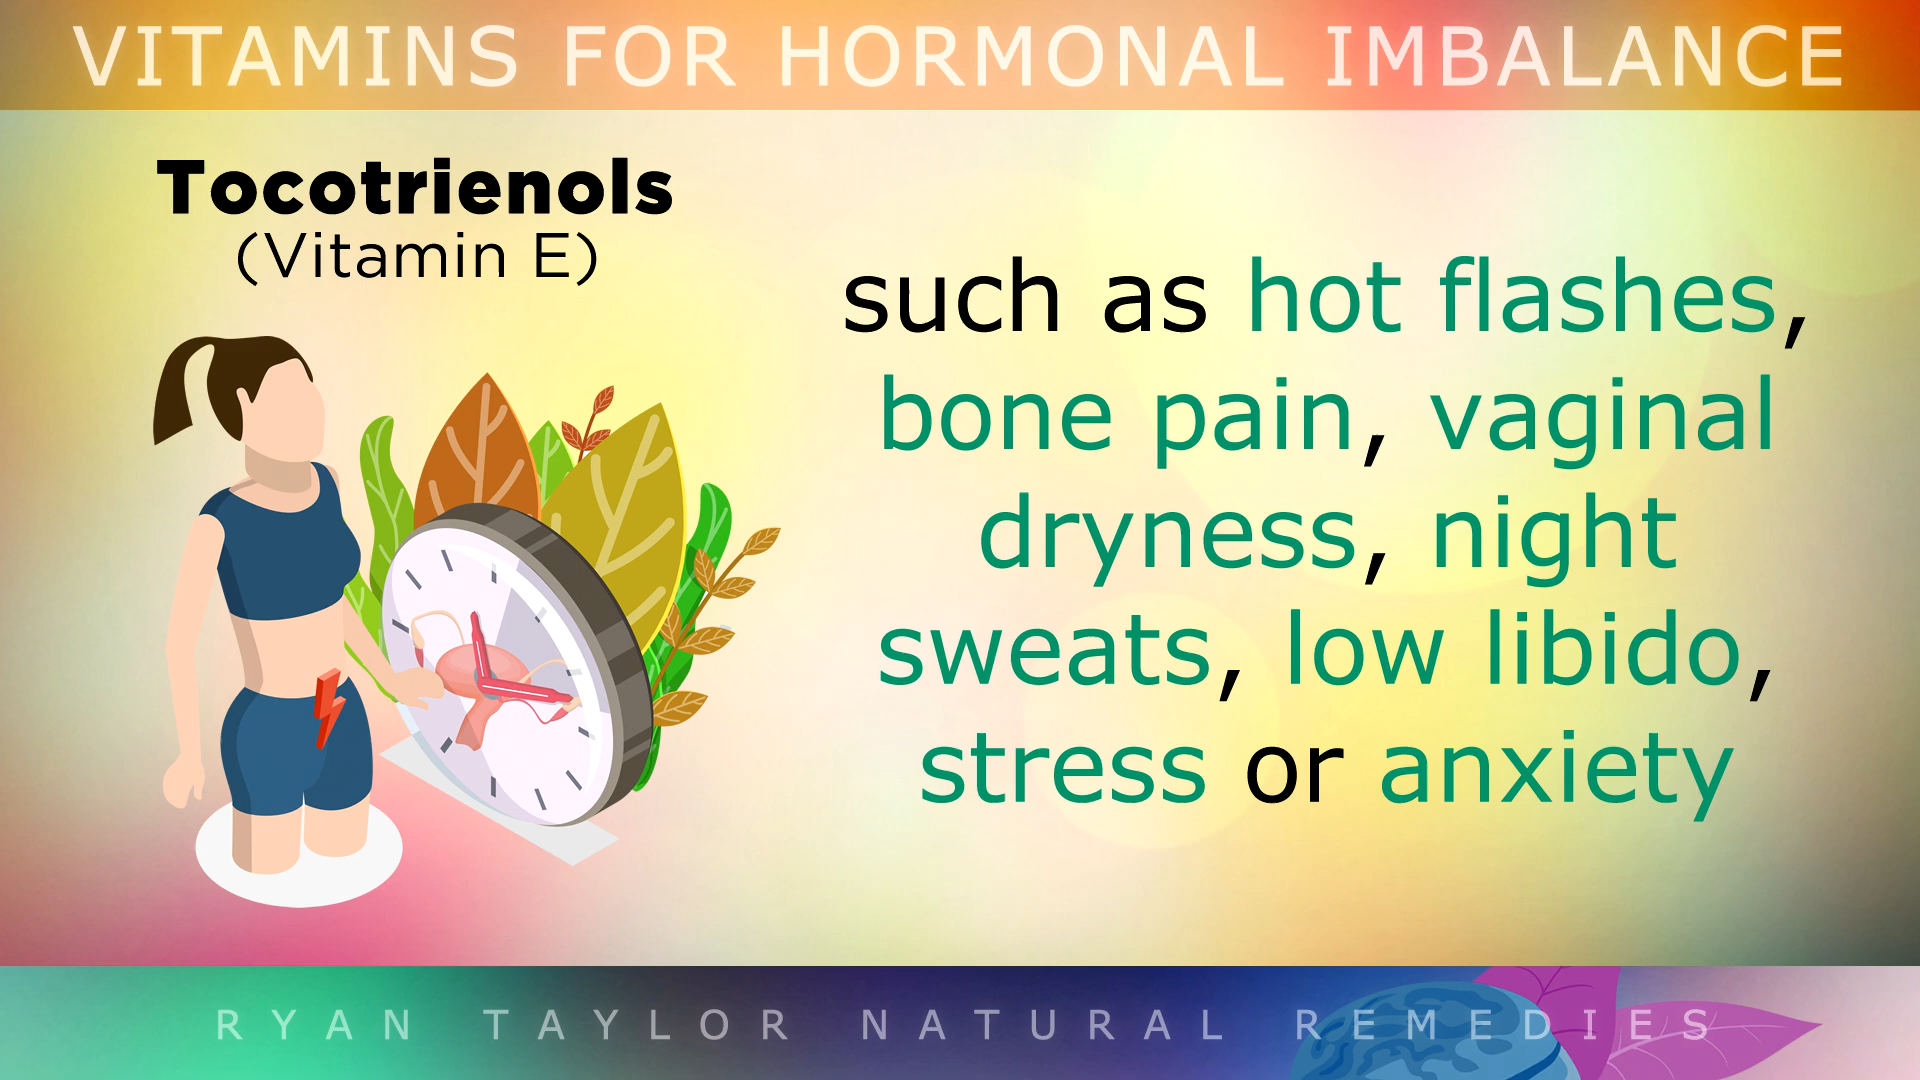 VITAMINS FOR HORMONAL IMBALANCE
Tocotrienols
(Vitamin E)
such as hot flashes,
bone pain, vaginal
dryness, night
sweats, low libido,
stress or anxiety
RYAN TAYLOR NATURAL REMEDIES